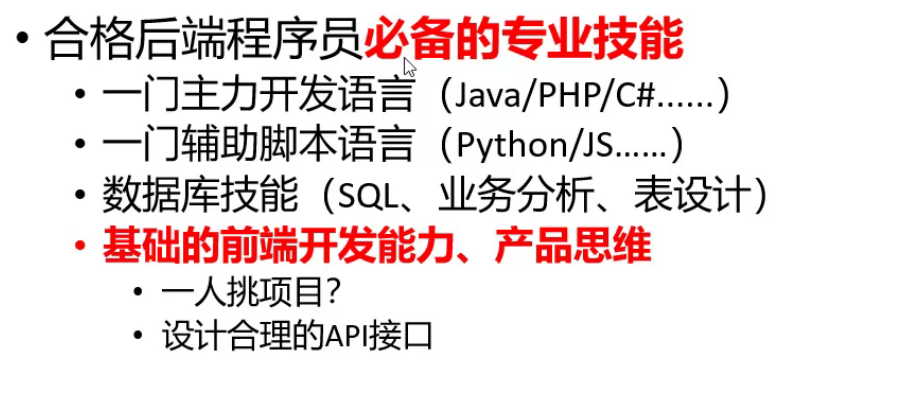 • 合格后端程序员必备的专业技能
• 一门主力开发语言（Java/PHP/C#......）
• 一门辅助脚本语言（Python/JS......）
• 数据库技能（SQL、业务分析、表设计）
• 基础的前端开发能力、产品思维
• 一人挑项目？
• 设计合理的API接口